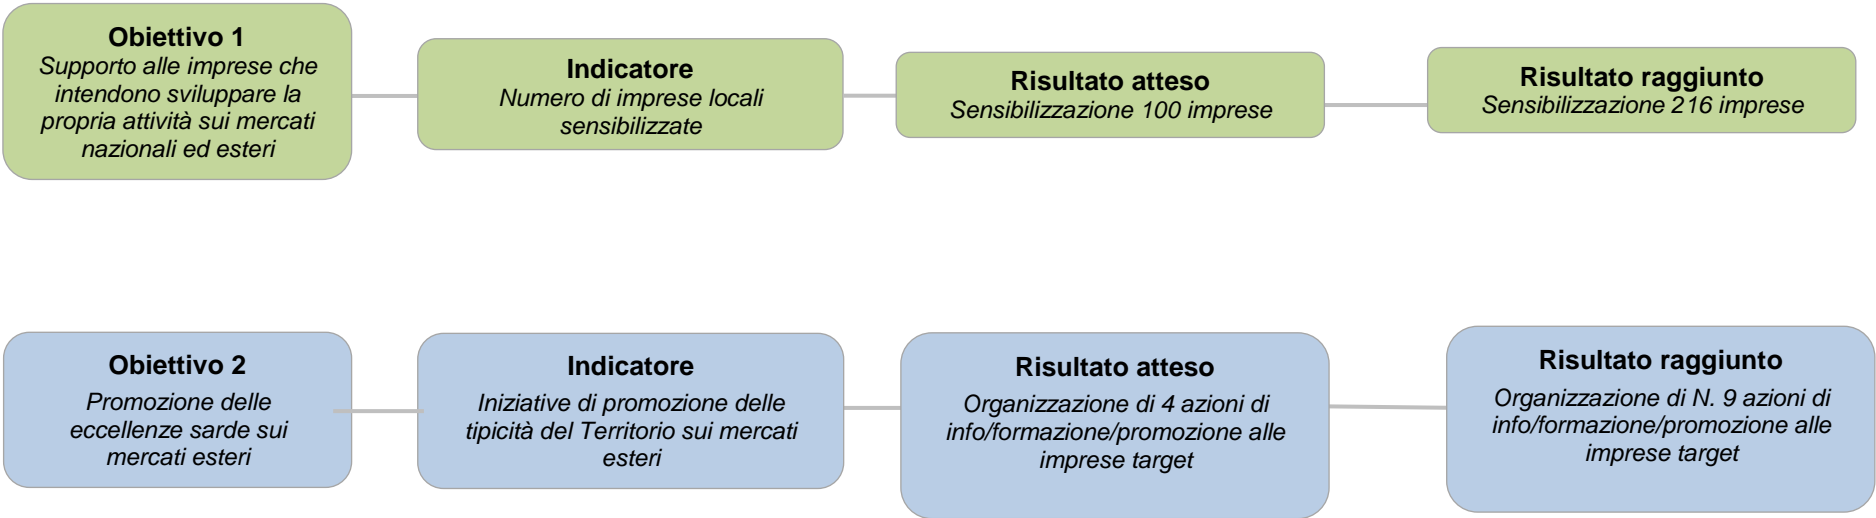 Obiettivo 1
Supporto alle imprese che
intendono sviluppare la
propria attività sui mercati
nazionali ed esteri
Indicatore
Numero di imprese locali
sensibilizzate
Risultato atteso
Sensibilizzazione 100 imprese
Risultato raggiunto
Sensibilizzazione 216 imprese
Obiettivo 2
Promozione delle
eccellenze sarde sui
mercati esteri
Indicatore
Iniziative di promozione delle
tipicità del Territorio sui mercati
esteri
Risultato atteso
Organizzazione di 4 azioni di
info/formazione/promozione alle
imprese target
Risultato raggiunto
Organizzazione di N. 9 azioni di
info/formazione/promozione alle
imprese target